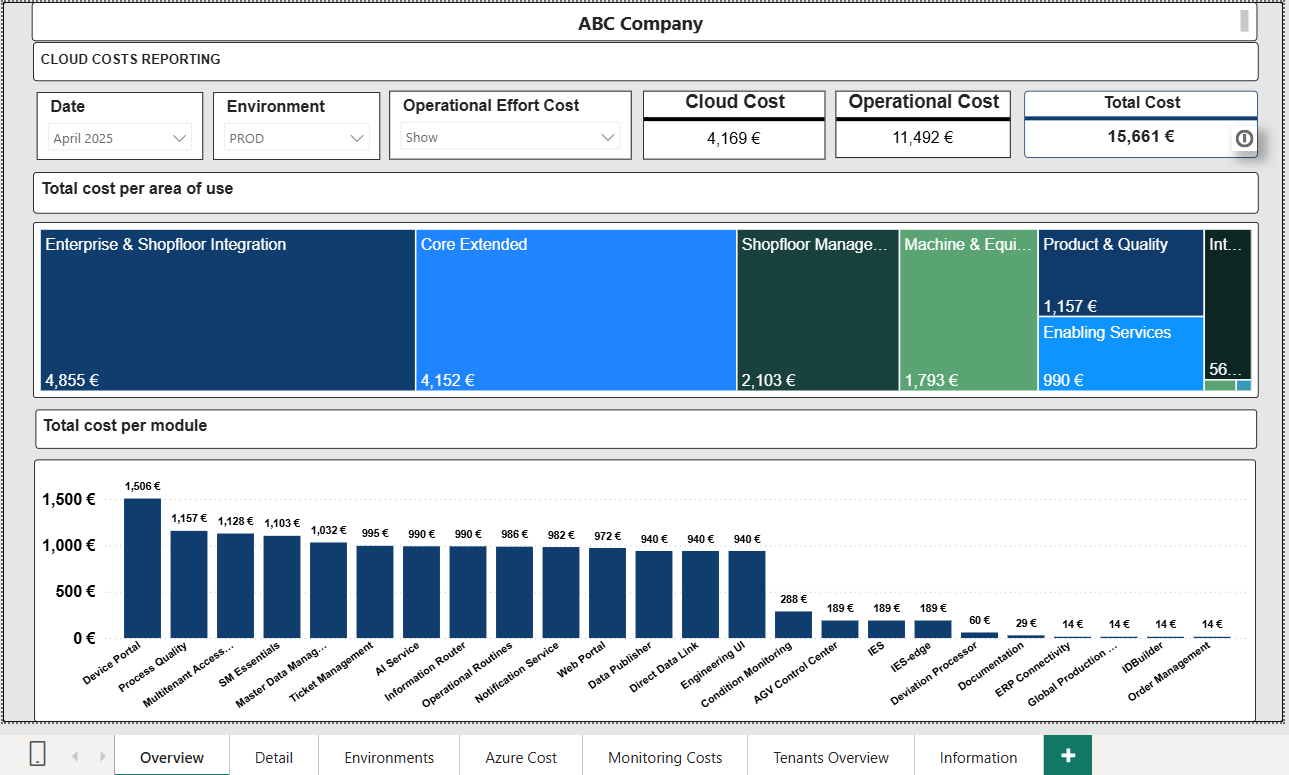 ABC Company
CLOUD COSTS REPORTING
Date
April 2025
Environment
PROD
Operational Effort Cost
Show
Cloud Cost
4,169 €
Operational Cost
11,492 €
Total Cost
15,661 €
Total cost per area of use
Enterprise & Shopfloor Integration
4,855 €
Core Extended
4,152 €
Shopfloor Manage...
2,103 €
Machine & Equi...
1,793 €
Product & Quality
1,157 €
Enabling Services
990 €
Int...
56...
Total cost per module
1,500 €
1,000 €
500 €
0 €
1,506 €
1,157 €
1,128 €
1,103 €
1,032 €
995 €
990 €
990 €
986 €
982 €
972 €
940 €
940 €
940 €
288 €
189 €
189 €
189 €
60 €
29 €
14 €
14 €
14 €
14 €
Device Portal
Process Quality
Multitenant Access...
SM Essentials
Master Data Manag...
Ticket Management
AI Service
Information Router
Operational Routines
Notification Service
Web Portal
Data Publisher
Direct Data Link
Engineering UI
Condition Monitoring
AGV Control Center
IES
IES-edge
Deviation Processor
Documentation
ERP Connectivity
Global Production ...
IDBuilder
Order Management
Overview
Detail
Environments
Azure Cost
Monitoring Costs
Tenants Overview
Information
+